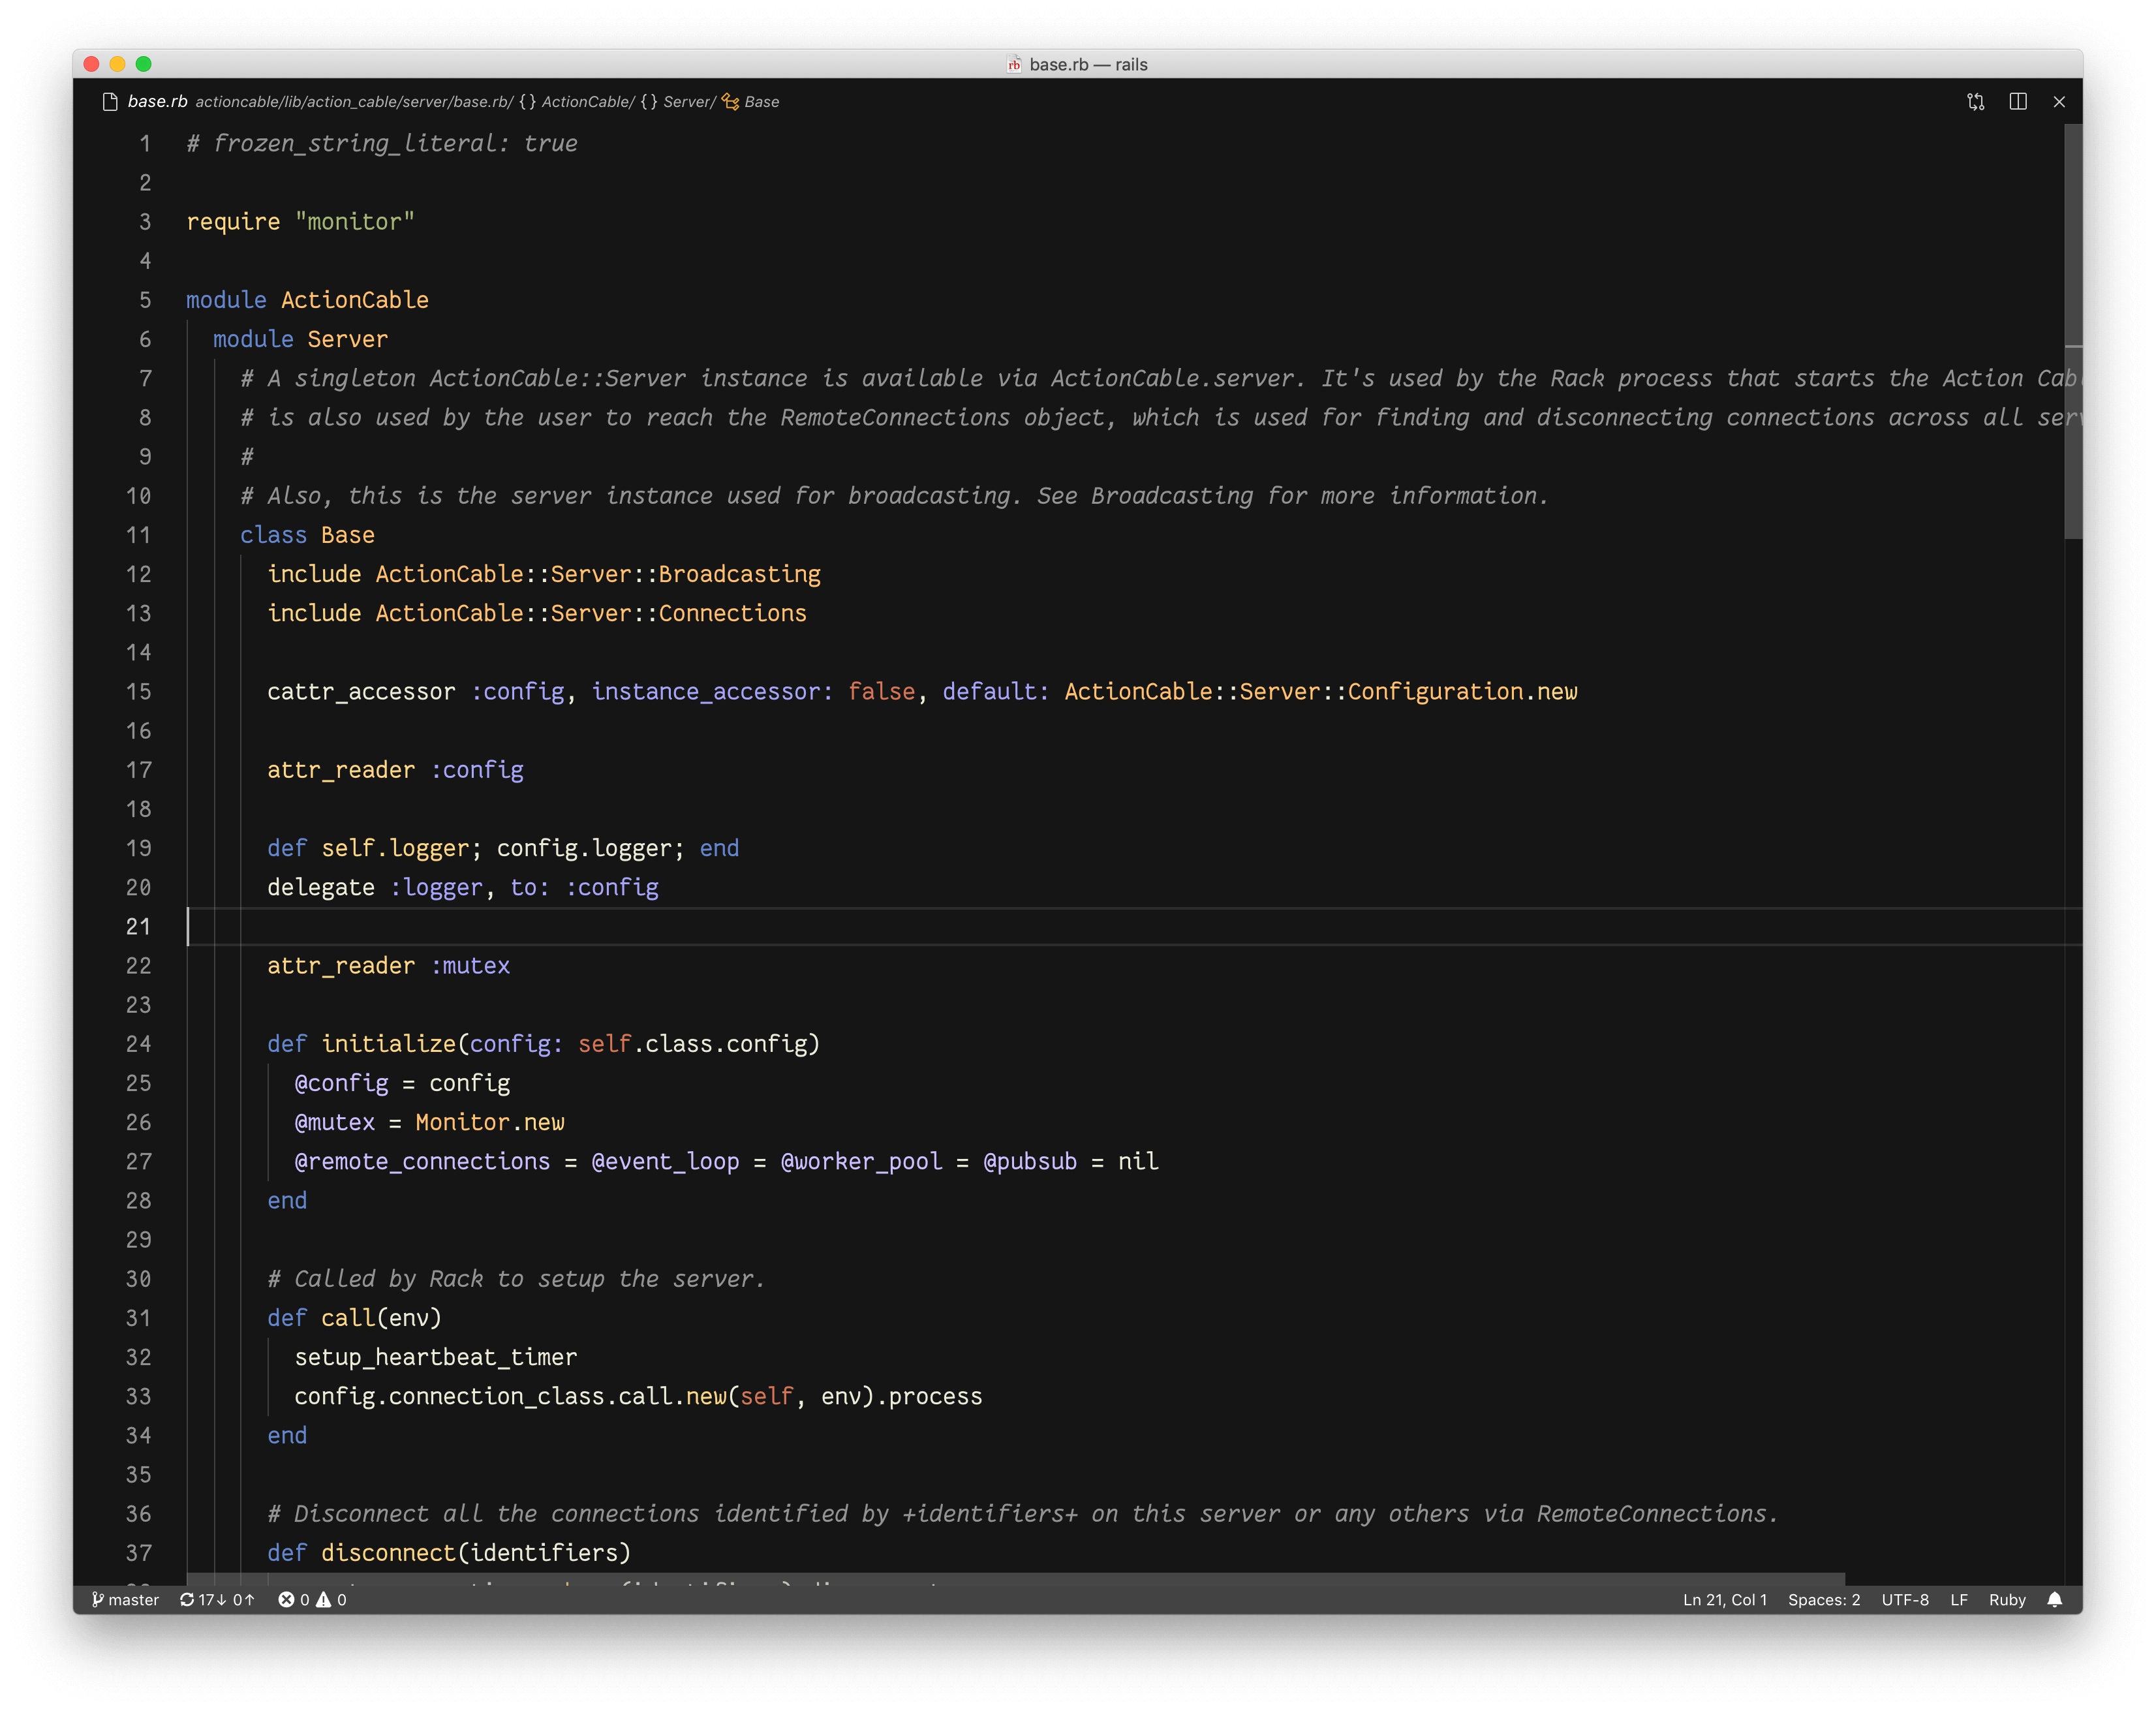 base.rb — rails
base.rb actioncable/lib/action_cable/server/base.rb/ {} ActionCable/ {} Server/ Base
1 # frozen_string_literal: true
2
3 require "monitor"
4
5 module ActionCable
6 module Server
7 # A singleton ActionCable::Server instance is available via ActionCable.server. It's used by the Rack process that starts the Action
8 # is also used by the user to reach the RemoteConnections object, which is used for finding and disconnecting connections across all
9 #
10 # Also, this is the server instance used for broadcasting. See Broadcasting for more information.
11 class Base
12 include ActionCable::Server::Broadcasting
13 include ActionCable::Server::Connections
14
15 cattr_accessor :config, instance_accessor: false, default: ActionCable::Server::Configuration.new
16
17 attr_reader :config
18
19 def self.logger; config.logger; end
20 delegate :logger, to: :config
21
22 attr_reader :mutex
23
24 def initialize(config: self.class.config)
25 @config = config
26 @mutex = Monitor.new
27 @remote_connections = @event_loop = @worker_pool = @pubsub = nil
28 end
29
30 # Called by Rack to setup the server.
31 def call(env)
32 setup_heartbeat_timer
33 config.connection_class.call.new(self, env).process
34 end
35
36 # Disconnect all the connections identified by +identifiers+ on this server or any others via RemoteConnections.
37 def disconnect(identifiers)
master 17↓ 0↑ 0 0 Ln 21, Col 1 Spaces: 2 UTF-8 LF Ruby